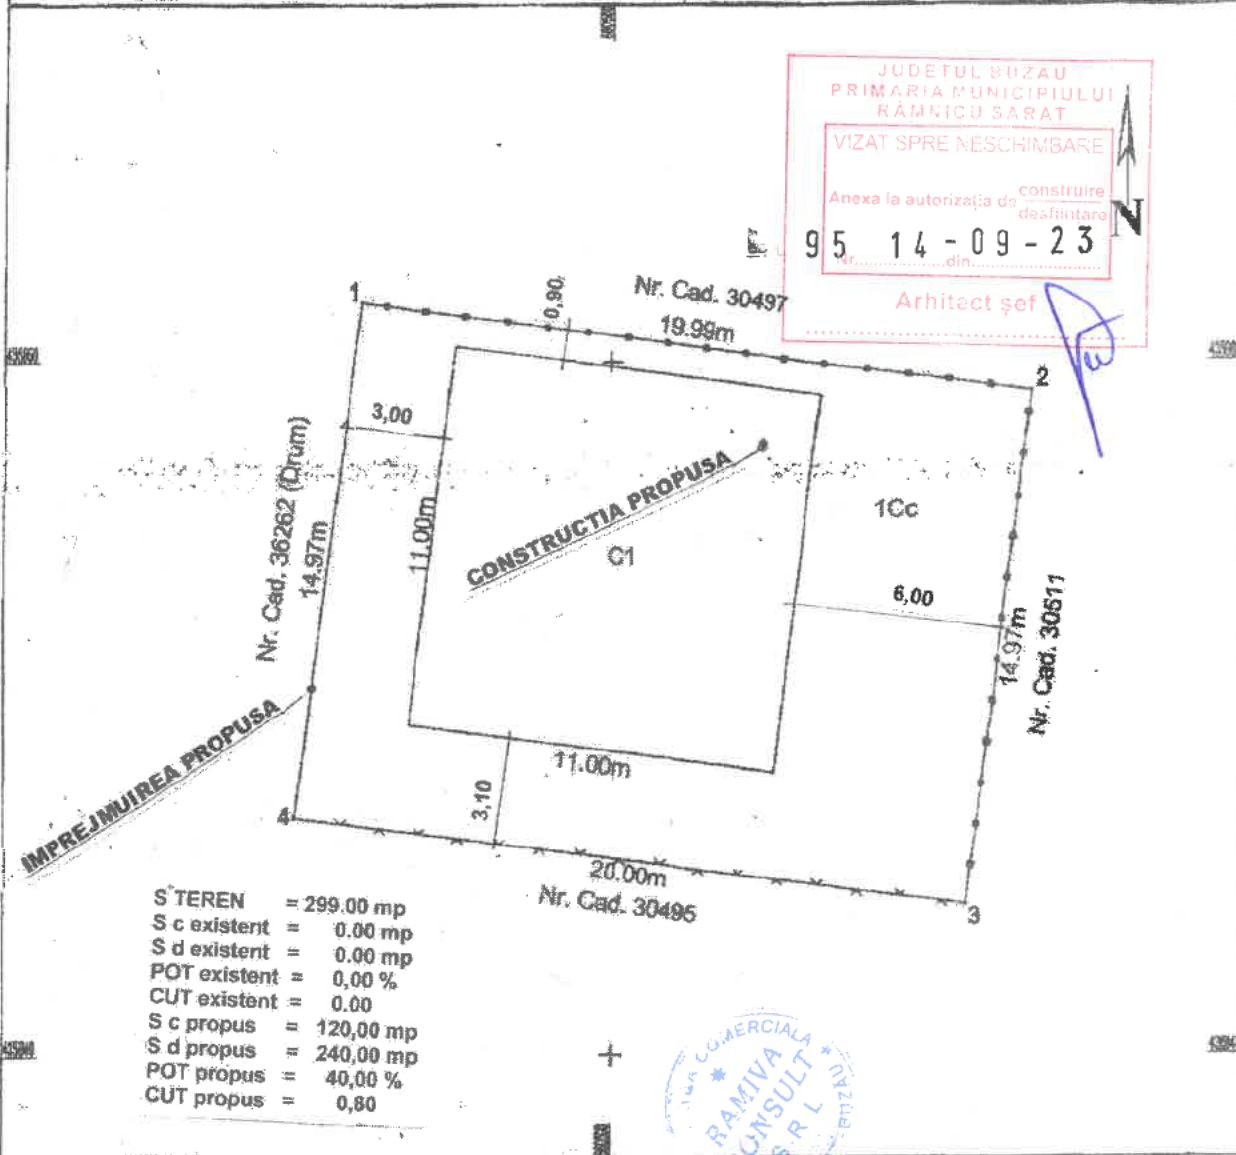 JUDETUL BUZAU
PRIMARIA MUNICIPIULUI
RÂMNICU SARAT
VIZAT SPRE NESCHIMBARE
Anexa la autorizația de construire
desființare
Nr. 95 din 14-09-23
Arhitect șef
N
1
0,90
Nr. Cad. 30497
19.99m
2
3,00
Nr. Cad. 36262 (Drum)
14.97m
11.00m
CONSTRUCTIA PROPUSA
C1
1Cc
6,00
14.97m
Nr. Cad. 30611
11.00m
3,10
IMPREJMUIREA PROPUSA
4
20.00m
Nr. Cad. 30495
3
S TEREN = 299.00 mp
S c existent = 0.00 mp
S d existent = 0.00 mp
POT existent = 0,00 %
CUT existent = 0.00
S c propus = 120,00 mp
S d propus = 240,00 mp
POT propus = 40,00 %
CUT propus = 0,80
COMERCIALA
RAMIVA
CONSULT
SRL